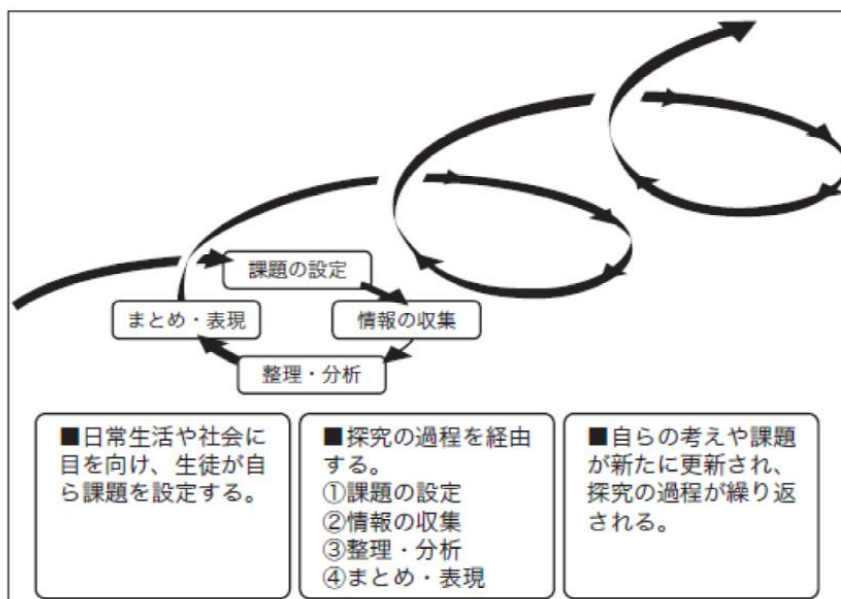 課題の設定
まとめ・表現
情報の収集
整理・分析
■日常生活や社会に
目を向け、生徒が自
ら課題を設定する。
■探究の過程を経由
する。
①課題の設定
②情報の収集
③整理・分析
④まとめ・表現
■自らの考えや課題
が新たに更新され、
探究の過程が繰り返
される。